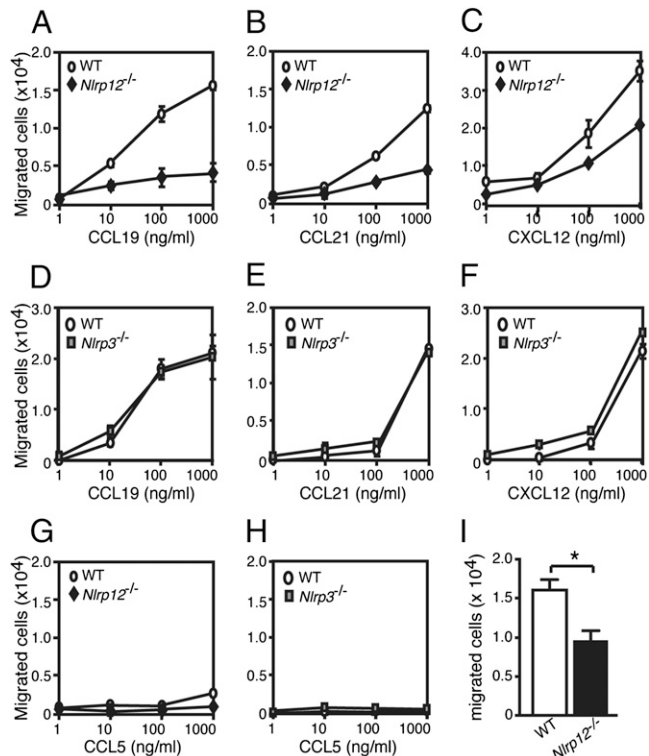 A
B
C
Migrated cells (x10⁴)
2.0
1.5
1.0
0.5
0
WT
Nlrp12⁻/⁻
1 10 100 1000
CCL19 (ng/ml)
2.0
1.5
1.0
0.5
0
WT
Nlrp12⁻/⁻
1 10 100 1000
CCL21 (ng/ml)
4.0
3.0
2.0
1.0
0
WT
Nlrp12⁻/⁻
1 10 100 1000
CXCL12 (ng/ml)
D
E
F
Migrated cells (x10⁴)
3.0
2.0
1.0
0
WT
Nlrp3⁻/⁻
1 10 100 1000
CCL19 (ng/ml)
2.0
1.5
1.0
0.5
0
WT
Nlrp3⁻/⁻
1 10 100 1000
CCL21 (ng/ml)
3.0
2.0
1.0
0
WT
Nlrp3⁻/⁻
1 10 100 1000
CXCL12 (ng/ml)
G
H
I
Migrated cells (x10⁴)
2.0
1.5
1.0
0.5
0
WT
Nlrp12⁻/⁻
1 10 100 1000
CCL5 (ng/ml)
2.0
1.5
1.0
0.5
0
WT
Nlrp3⁻/⁻
1 10 100 1000
CCL5 (ng/ml)
migrated cells (x 10⁴)
2.0
1.5
1
0.5
0
*
WT
Nlrp12⁻/⁻